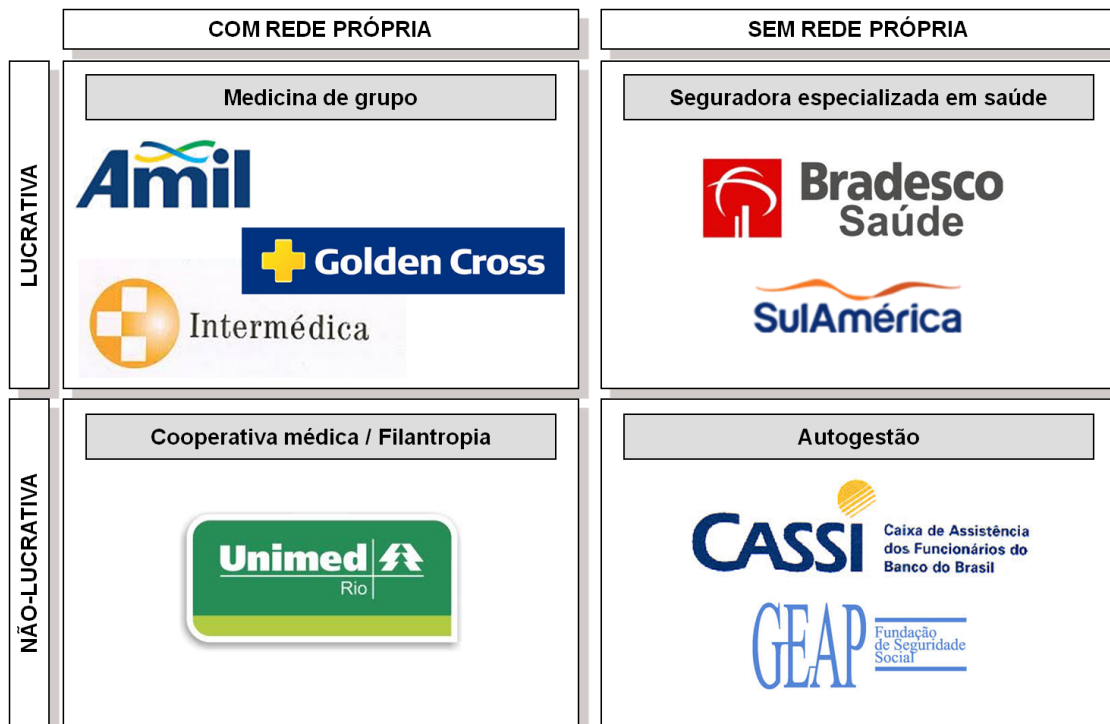 COM REDE PRÓPRIA
SEM REDE PRÓPRIA
LUCRATIVA
Medicina de grupo
Amil
Golden Cross
Intermédica
Seguradora especializada em saúde
Bradesco
Saúde
SulAmérica
NÃO-LUCRATIVA
Cooperativa médica / Filantropia
Unimed
Rio
Autogestão
CASSI
Caixa de Assistência
dos Funcionários do
Banco do Brasil
GEAP
Fundação
de Seguridade
Social